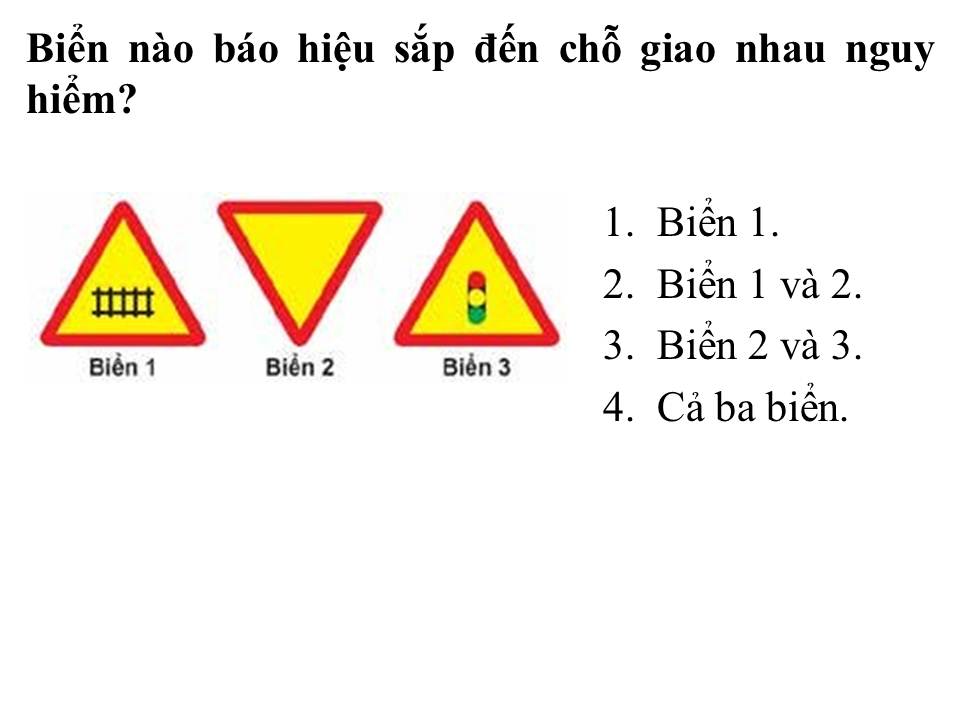 Biển nào báo hiệu sắp đến chỗ giao nhau nguy
hiểm?
Biển 1
Biển 2
Biển 3
1. Biển 1.
2. Biển 1 và 2.
3. Biển 2 và 3.
4. Cả ba biển.